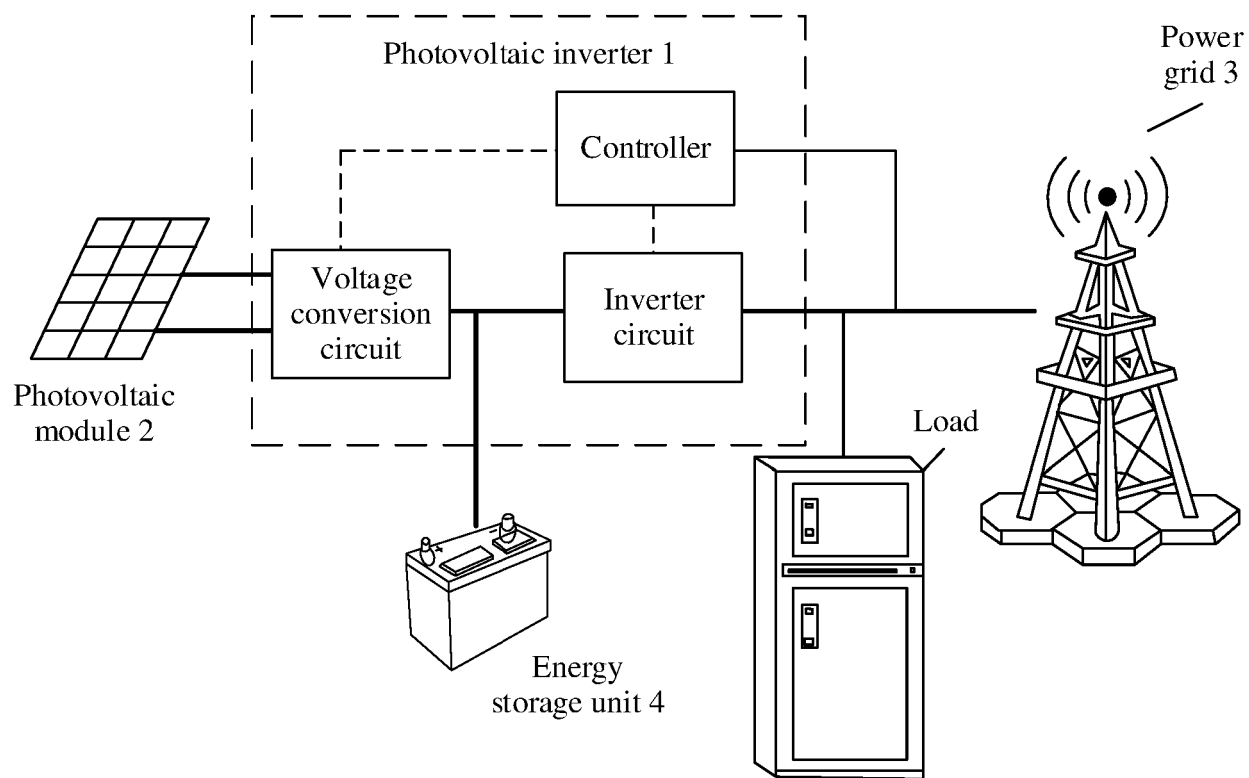 Photovoltaic inverter 1
Power
grid 3
Controller
Voltage
conversion
circuit
Inverter
circuit
Photovoltaic
module 2
Load
+
-
Energy
storage unit 4